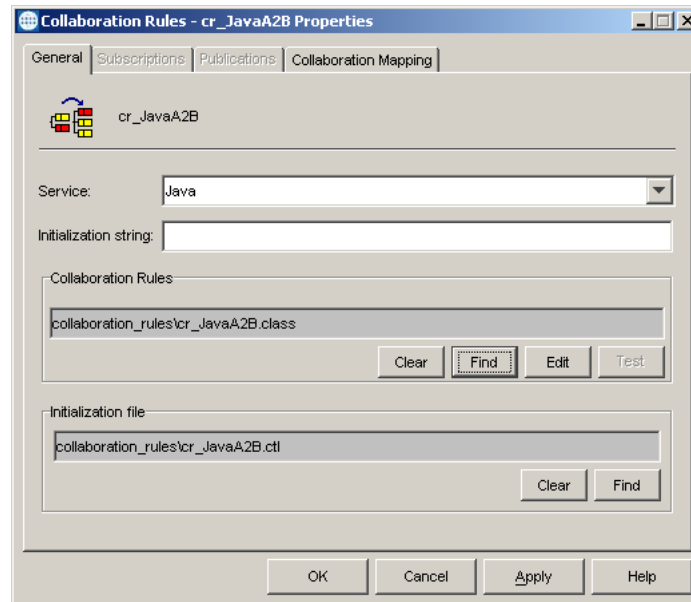 Collaboration Rules - cr_JavaA2B Properties
General Subscriptions Publications Collaboration Mapping
cr_JavaA2B
Service: Java
Initialization string:
Collaboration Rules
collaboration_rules\cr_JavaA2B.class
Clear Find Edit Test
Initialization file
collaboration_rules\cr_JavaA2B.ctl
Clear Find
OK Cancel Apply Help